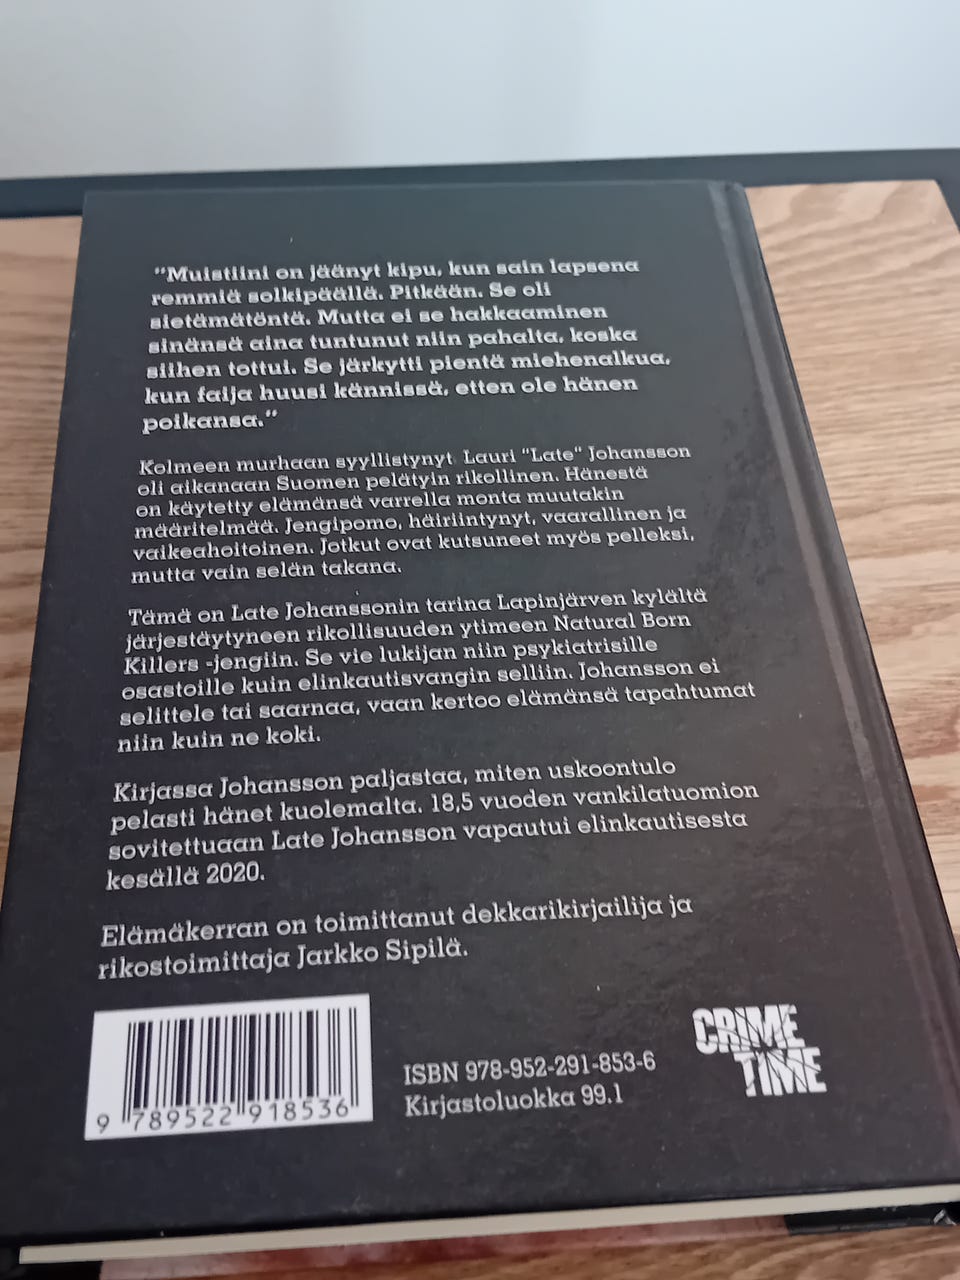 "Muistiini on jäänyt kipu, kun sain lapsena
remmiä solkipäällä. Pitkään. Se oli
sietämätöntä. Mutta ei se hakkaaminen
sinänsä aina tuntunut niin pahalta, koska
siihen tottui. Se järkytti pientä miehenalkua,
kun faija huusi kännissä, etten ole hänen
poikansa."
Kolmeen murhaan syyllistynyt Lauri "Late" Johansson
oli aikanaan Suomen pelätyin rikollinen. Hänestä
on käytetty elämänsä varrella monta muutakin
määritelmää. Jengipomo, häiriintynyt, vaarallinen ja
vaikeahoitoinen. Jotkut ovat kutsuneet myös pelleksi,
mutta vain selän takana.
Tämä on Late Johanssonin tarina Lapinjärven kylältä
järjestäytyneen rikollisuuden ytimeen Natural Born
Killers -jengiin. Se vie lukijan niin psykiatrisille
osastoille kuin elinkautisvangin selliin. Johansson ei
selittele tai saarnaa, vaan kertoo elämänsä tapahtumat
niin kuin ne koki.
Kirjassa Johansson paljastaa, miten uskoontulo
pelasti hänet kuolemalta. 18,5 vuoden vankilatuomion
sovitettuaan Late Johansson vapautui elinkautisesta
kesällä 2020.
Elämäkerran on toimittanut dekkarikirjailija ja
rikostoimittaja Jarkko Sipilä.
9 789522 918536
ISBN 978-952-291-853-6
Kirjastoluokka 99.1
CRIME
TIME